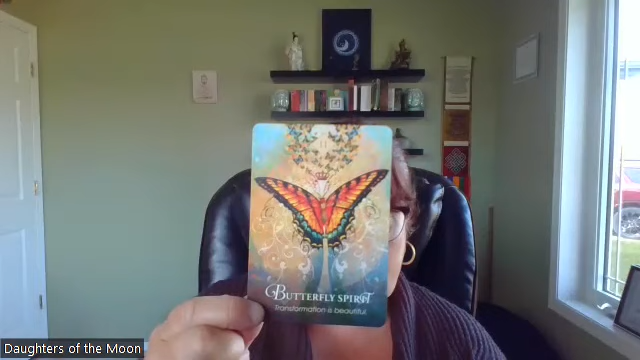 BUTTERFLY SPIRIT
Transformation is beautiful
Daughters of the Moon